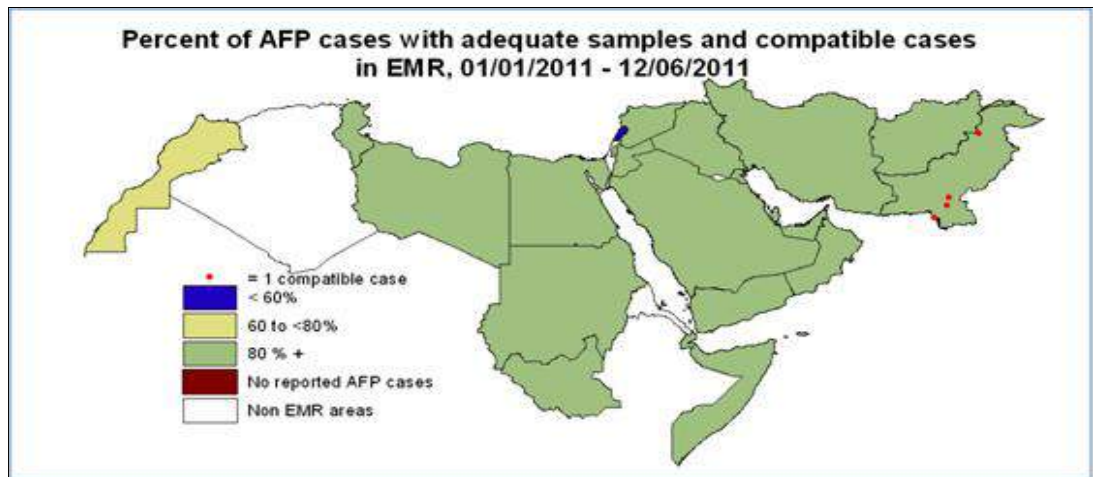 Percent of AFP cases with adequate samples and compatible cases
in EMR, 01/01/2011 - 12/06/2011
= 1 compatible case
< 60%
60 to <80%
80 % +
No reported AFP cases
Non EMR areas